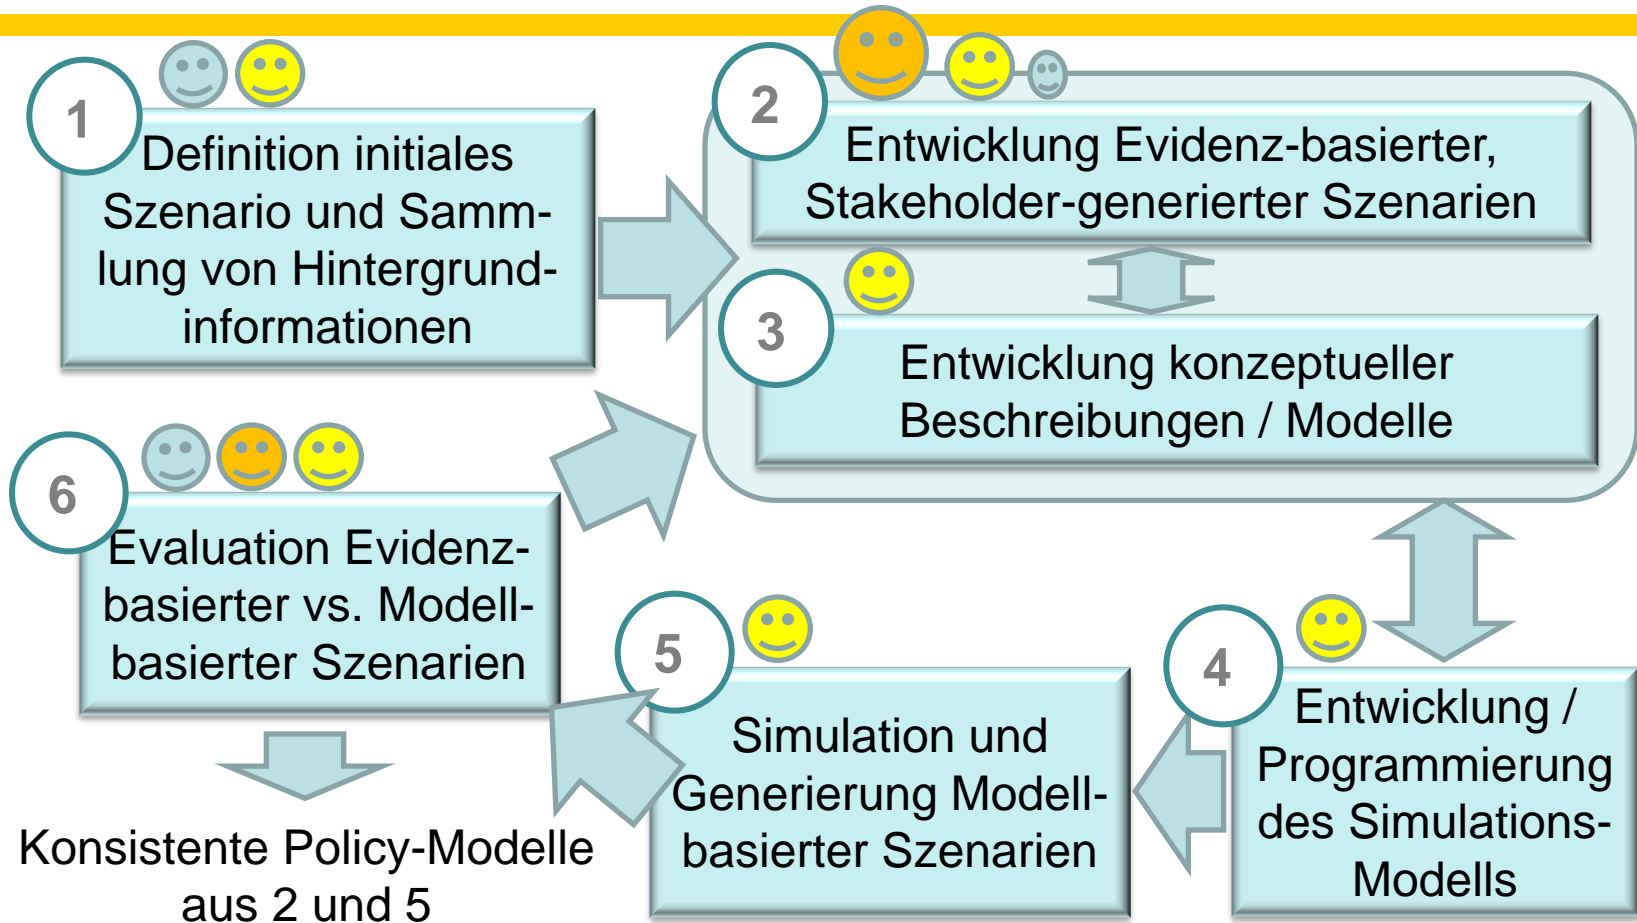 1
Definition initiales
Szenario und Samm-
lung von Hintergrund-
informationen
2
Entwicklung Evidenz-basierter,
Stakeholder-generierter Szenarien
3
Entwicklung konzeptueller
Beschreibungen / Modelle
4
Entwicklung /
Programmierung
des Simulations-
Modells
5
Simulation und
Generierung Modell-
basierter Szenarien
6
Evaluation Evidenz-
basierter vs. Modell-
basierter Szenarien
Konsistente Policy-Modelle
aus 2 und 5